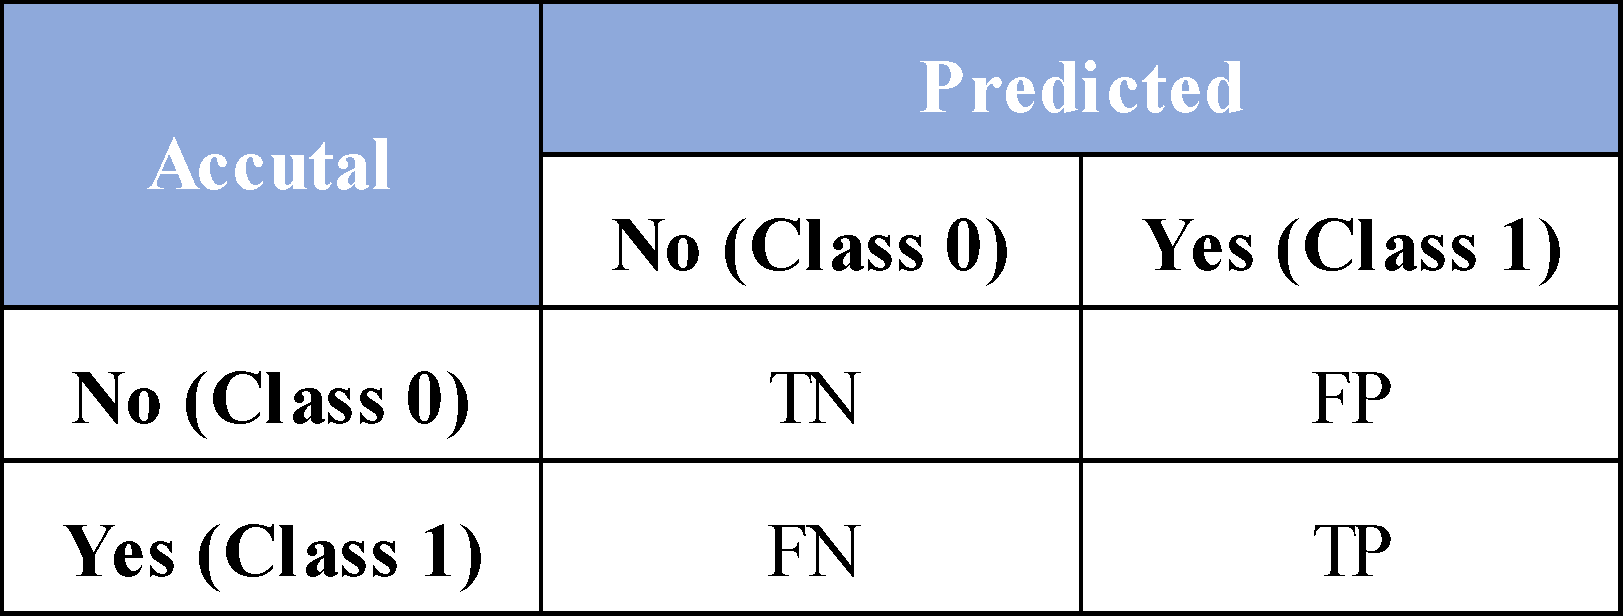 Accutal
Predicted
No (Class 0)
Yes (Class 1)
No (Class 0)
TN
FP
Yes (Class 1)
FN
TP